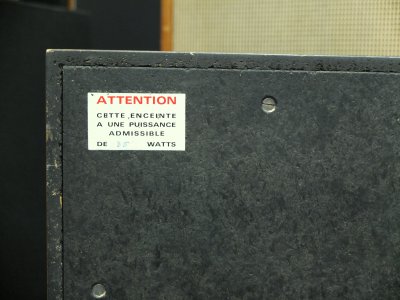 ATTENTION
CETTE ENCEINTE
A UNE PUISSANCE
ADMISSIBLE
DE WATTS